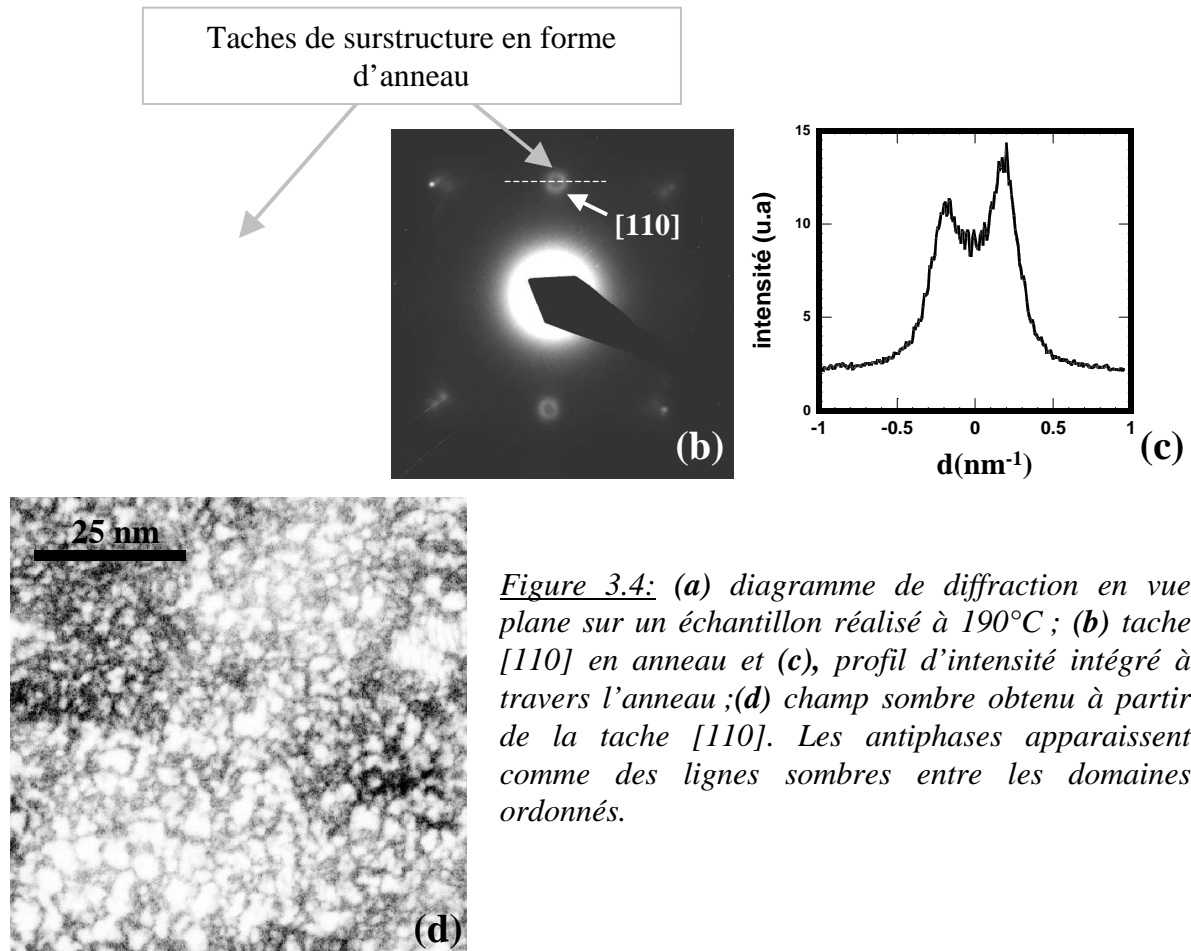 Taches de surstructure en forme
d'anneau
[110]
(b)
15
10
5
0
intensité (u.a)
-1 -0.5 0 0.5 1
d(nm-1)
(c)
25 nm
(d)
Figure 3.4: (a) diagramme de diffraction en vue
plane sur un échantillon réalisé à 190°C ; (b) tache
[110] en anneau et (c), profil d'intensité intégré à
travers l'anneau ;(d) champ sombre obtenu à partir
de la tache [110]. Les antiphases apparaissent
comme des lignes sombres entre les domaines
ordonnés.